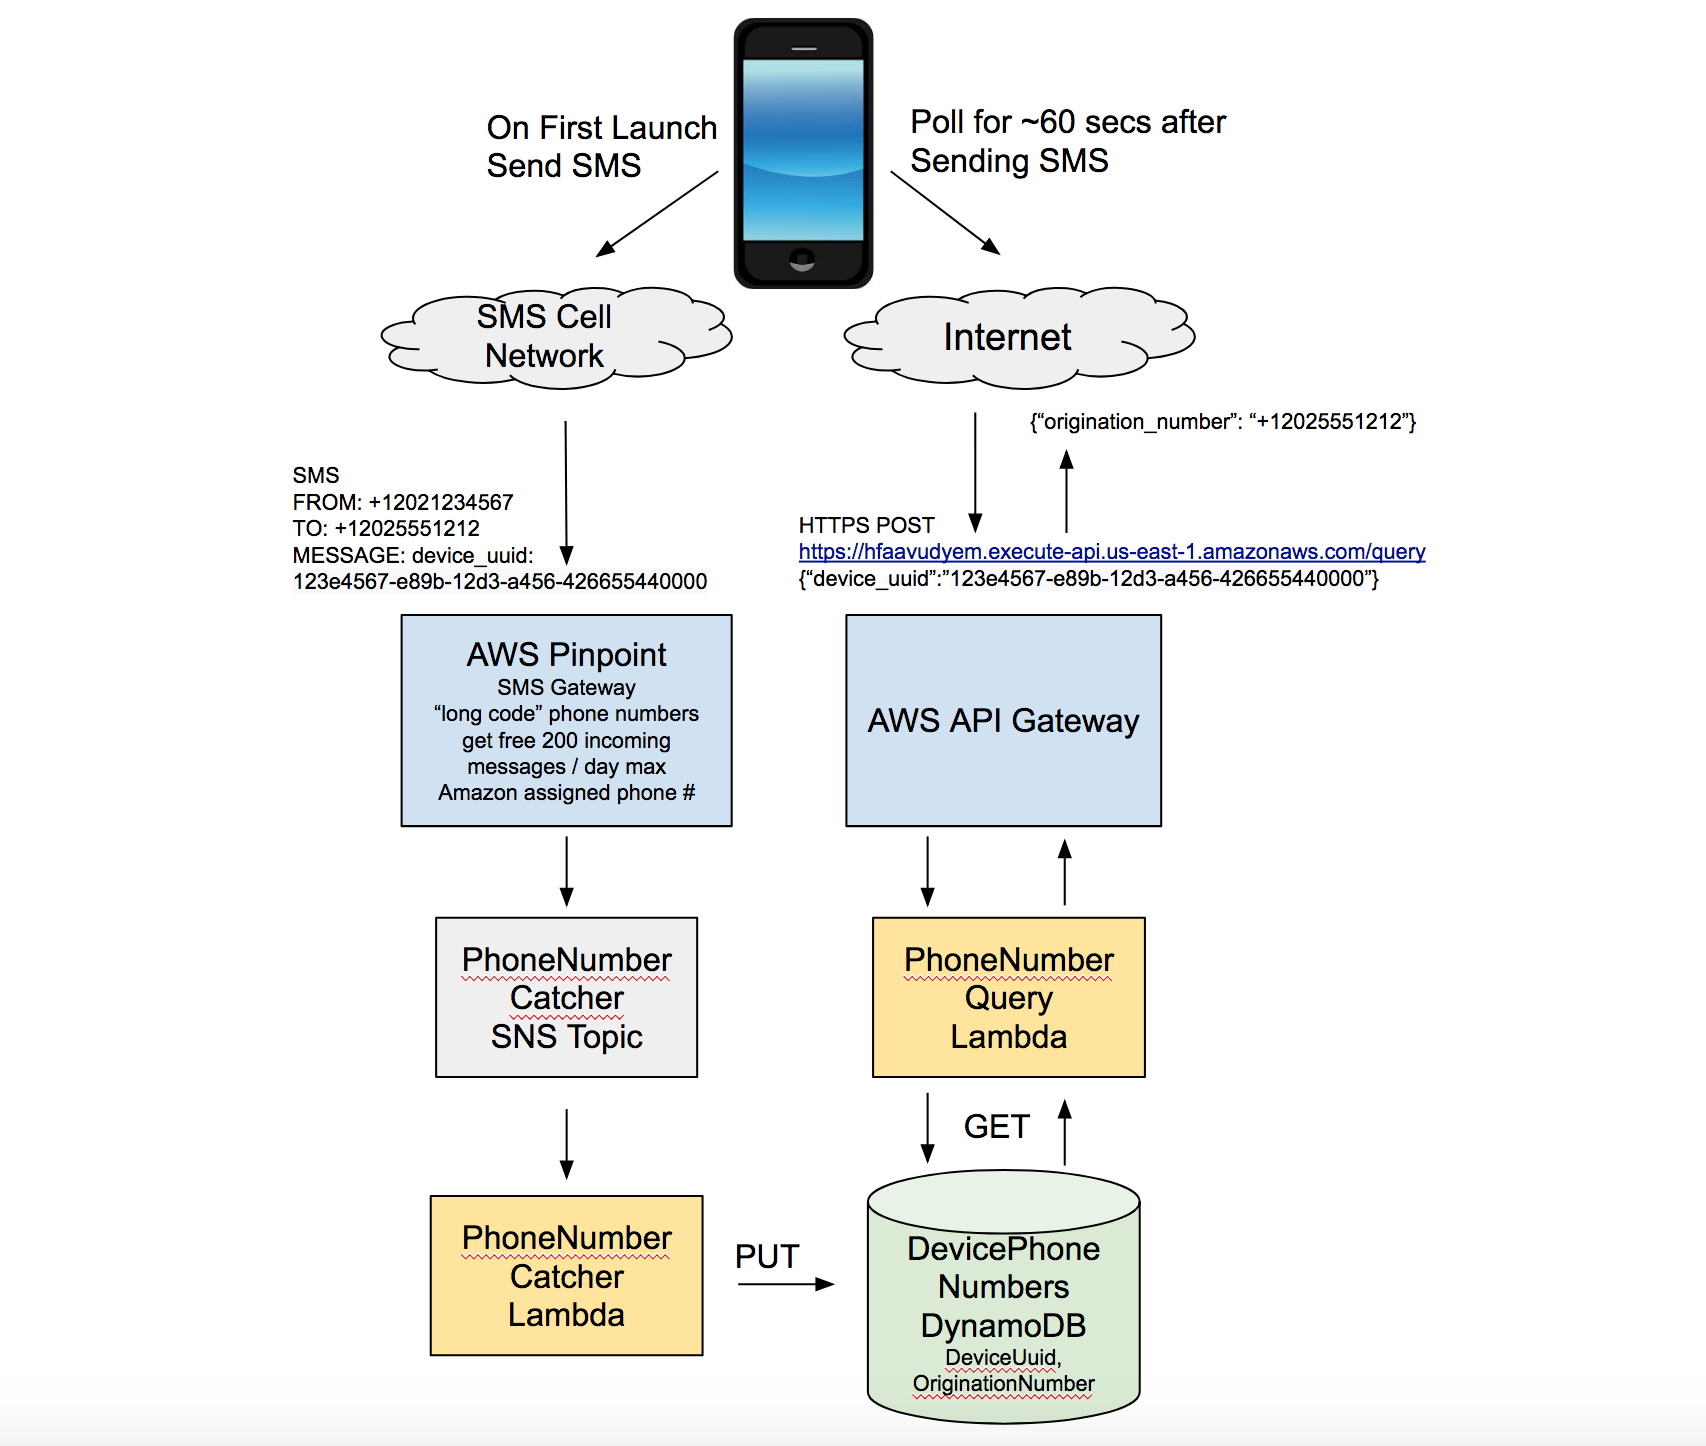 On First Launch
Send SMS
Poll for ~60 secs after
Sending SMS
SMS Cell
Network
Internet
{“origination_number”: “+12025551212”}
SMS
FROM: +12021234567
TO: +12025551212
MESSAGE: device_uuid:
123e4567-e89b-12d3-a456-426655440000
HTTPS POST
https://hfaavudyem.execute-api.us-east-1.amazonaws.com/query
{“device_uuid”:”123e4567-e89b-12d3-a456-426655440000”}
AWS Pinpoint
SMS Gateway
“long code” phone numbers
get free 200 incoming
messages / day max
Amazon assigned phone #
AWS API Gateway
PhoneNumber
Catcher
SNS Topic
PhoneNumber
Query
Lambda
GET
PhoneNumber
Catcher
Lambda
PUT
DevicePhone
Numbers
DynamoDB
DeviceUuid,
OriginationNumber